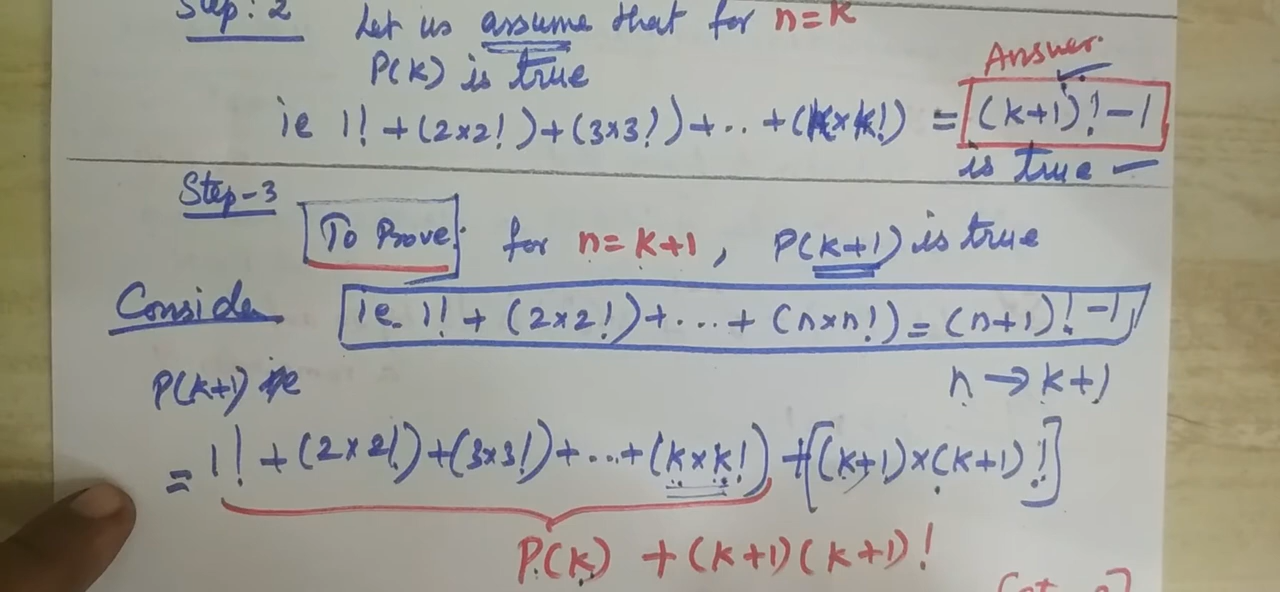 Step: 2 Let us assume that for n=k
P(k) is true
Answer.
ie 1! + (2×2!) + (3×3!) + .. + (k×k!) = (k+1)! - 1
is true
Step-3
To Prove: for n=k+1, P(k+1) is true
Consider ie. 1! + (2×2!) + ... + (n×n!) = (n+1)! - 1
P(k+1) ie n → k+1
= 1! + (2×2!) + (3×3!) + ... + (k×k!) + [(k+1)×(k+1)!]
P(k) + (k+1)(k+1)!